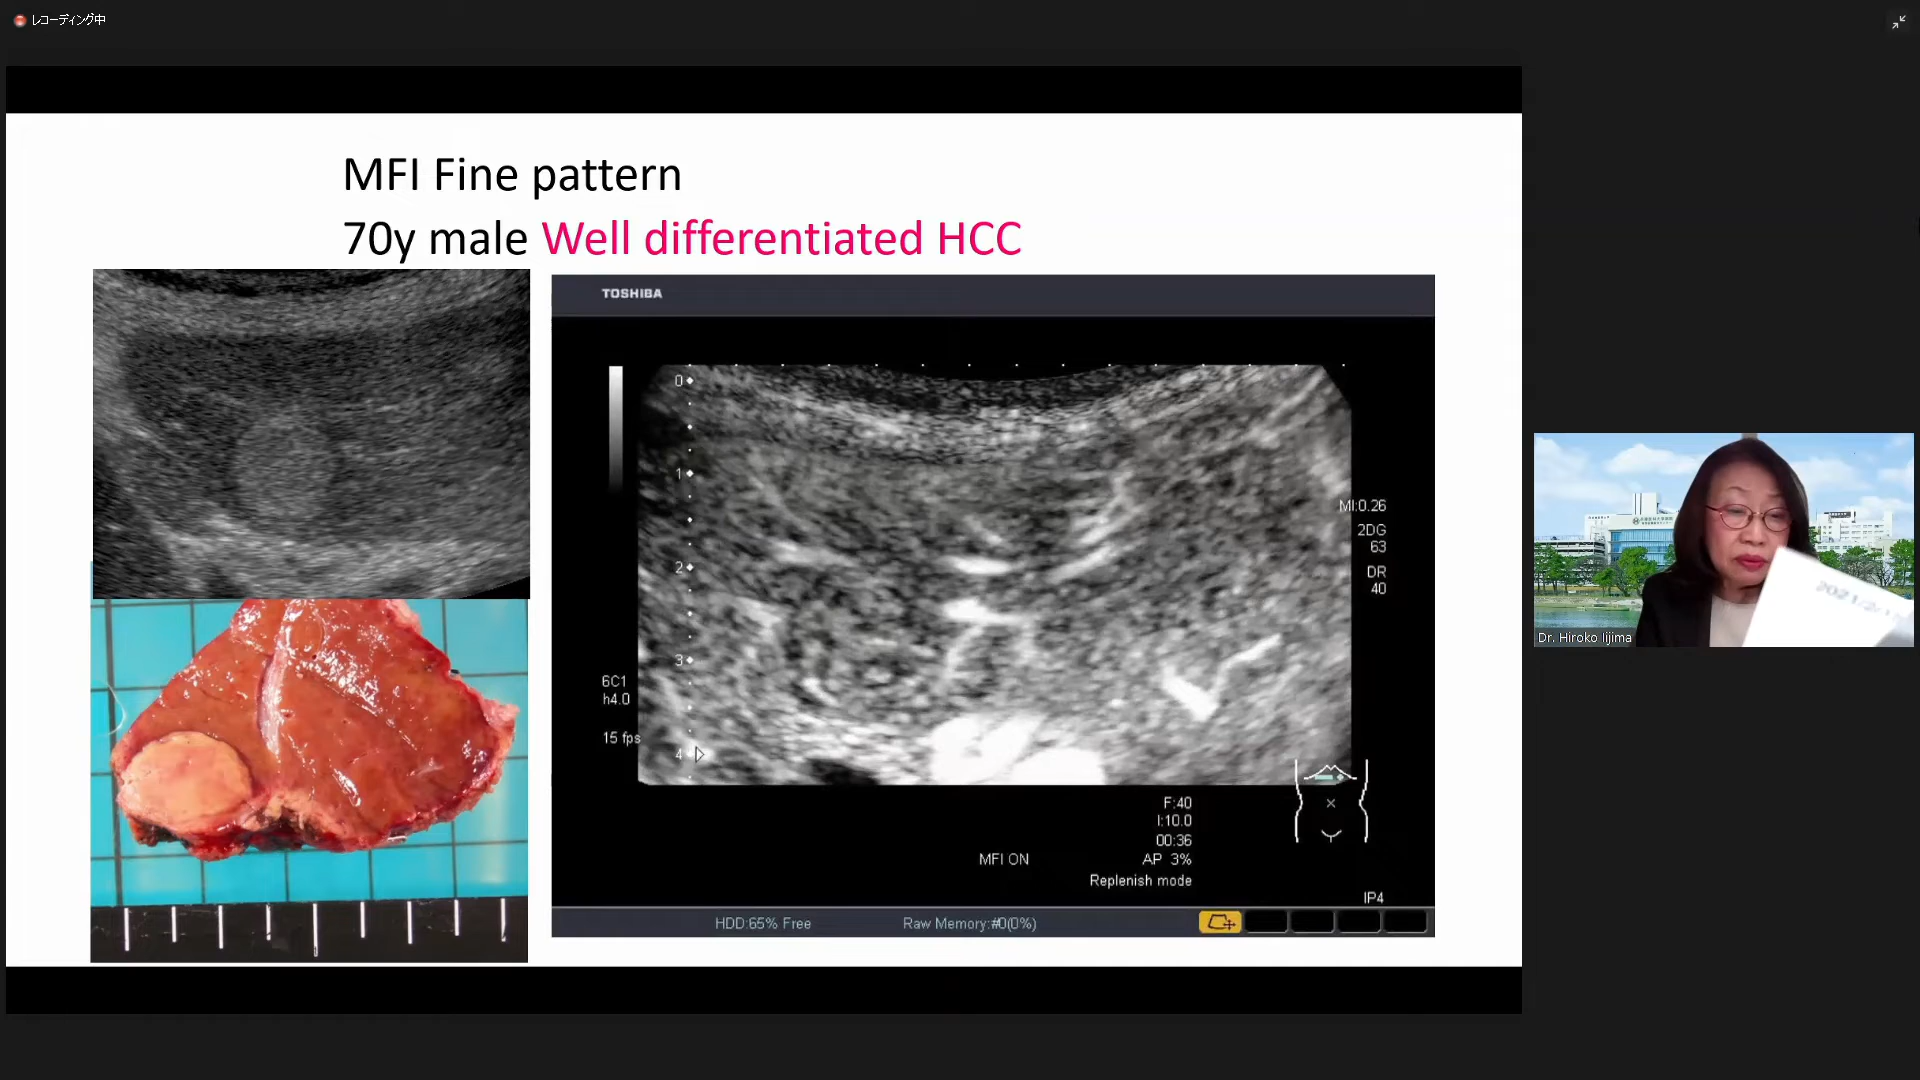 レコーディング中
MFI Fine pattern
70y male Well differentiated HCC
TOSHIBA
0
1
2
3
4
MI:0.26
2DG
63
DR
40
6C1
h4.0
15 fps
F:40
I:10.0
00:36
MFI ON
AP 3%
Replenish mode
IP4
HDD:65% Free
Raw Memory:#0(0%)
Dr. Hiroko Iijima